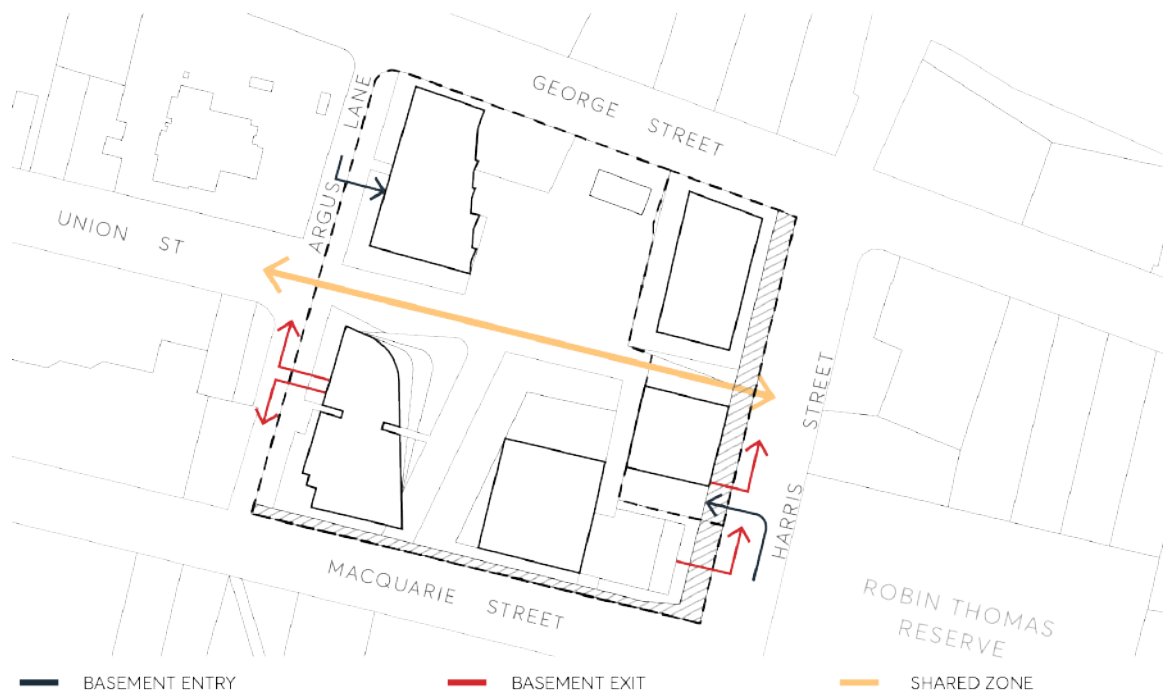 GEORGE STREET
ARGUS LANE
UNION ST
HARRIS STREET
MACQUARIE STREET
ROBIN THOMAS
RESERVE
BASEMENT ENTRY
BASEMENT EXIT
SHARED ZONE